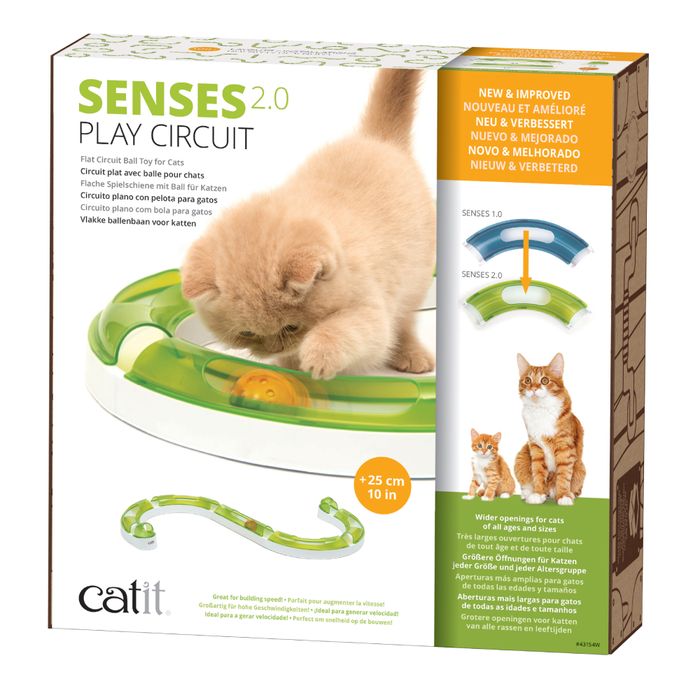 SENSES 2.0
PLAY CIRCUIT
Flat Circuit Ball Toy for Cats
Circuit plat avec balle pour chats
Flache Spielschiene mit Ball für Katzen
Circuito plano con pelota para gatos
Circuito plano com bola para gatos
Vlakke ballenbaan voor katten
+25 cm
10 in
catit®
Great for building speed! • Parfait pour augmenter la vitesse!
Großartig für hohe Geschwindigkeiten! • ¡Ideal para generar velocidad!
Ideal para a gerar velocidade! • Perfect om snelheid op de bouwen!
NEW & IMPROVED
NOUVEAU ET AMÉLIORÉ
NEU & VERBESSERT
NUEVO & MEJORADO
NOVO & MELHORADO
NIEUW & VERBETERD
SENSES 1.0
SENSES 2.0
Wider openings for cats
of all ages and sizes
Très larges ouvertures pour chats
de tout âge et de toute taille
Größere Öffnungen für Katzen
jeder Größe und jeder Altersgruppe
Aperturas más amplias para gatos
de todas las edades y tamaños
Aberturas mais largas para gatos
de todas as idades e tamanhos
Grotere openingen voor katten
van alle rassen en leeftijden
#43154W